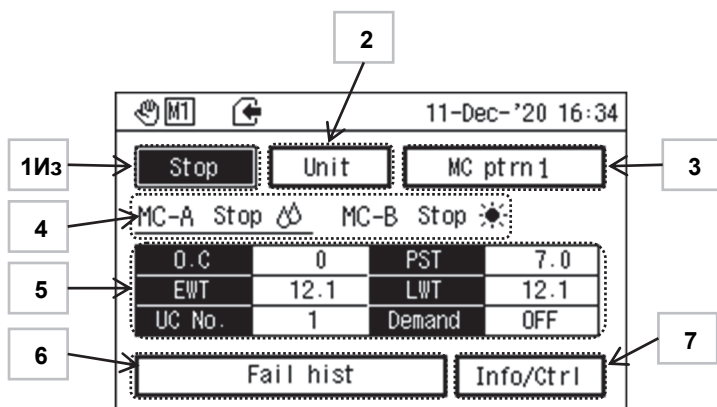 2
M1 11-Dec-'20 16:34
1Из Stop Unit MC ptrn1 3
4 MC-A Stop MC-B Stop
O.C 0 PST 7.0
5 EWT 12.1 LWT 12.1
UC No. 1 Demand OFF
6 Fail hist Info/Ctrl 7